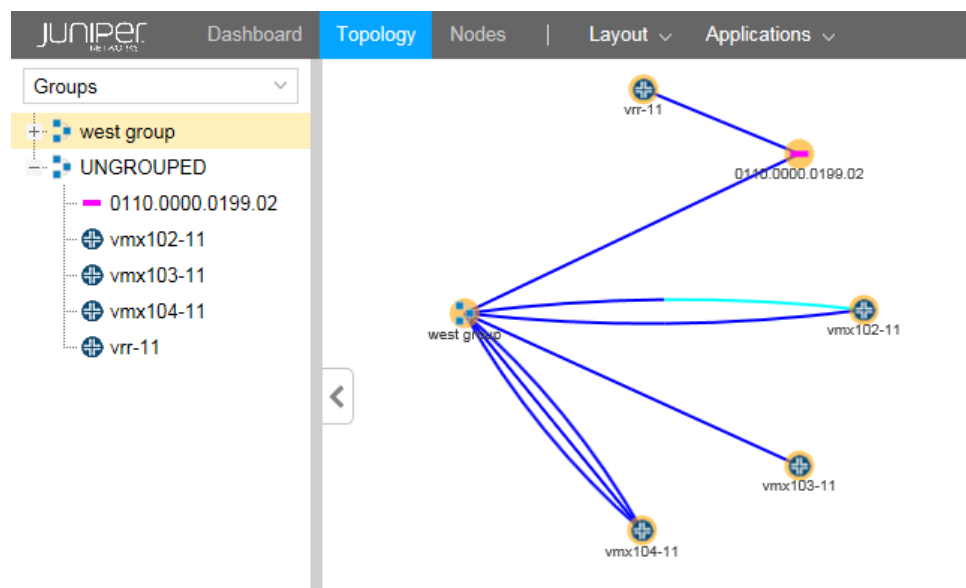 JUNIPER
NETWORKS
Dashboard
Topology
Nodes
|
Layout
Applications
Groups
west group
UNGROUPED
0110.0000.0199.02
vmx102-11
vmx103-11
vmx104-11
vrr-11
vrr-11
0110.0000.0199.02
west group
vmx102-11
vmx103-11
vmx104-11